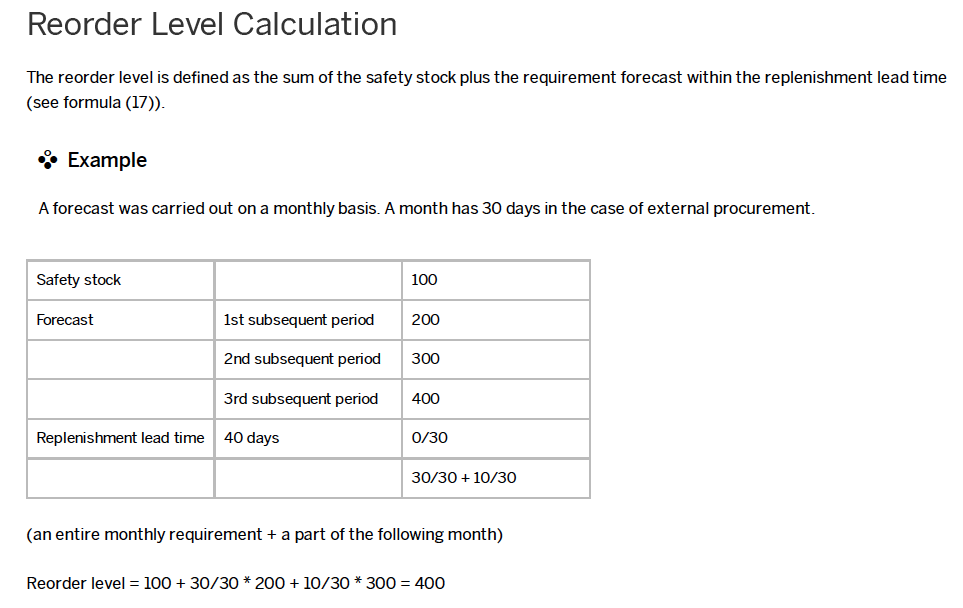 Reorder Level Calculation
The reorder level is defined as the sum of the safety stock plus the requirement forecast within the replenishment lead time
(see formula (17)).
Example
A forecast was carried out on a monthly basis. A month has 30 days in the case of external procurement.
Safety stock 100
Forecast 1st subsequent period 200
2nd subsequent period 300
3rd subsequent period 400
Replenishment lead time 40 days 0/30
30/30 + 10/30
(an entire monthly requirement + a part of the following month)
Reorder level = 100 + 30/30 * 200 + 10/30 * 300 = 400